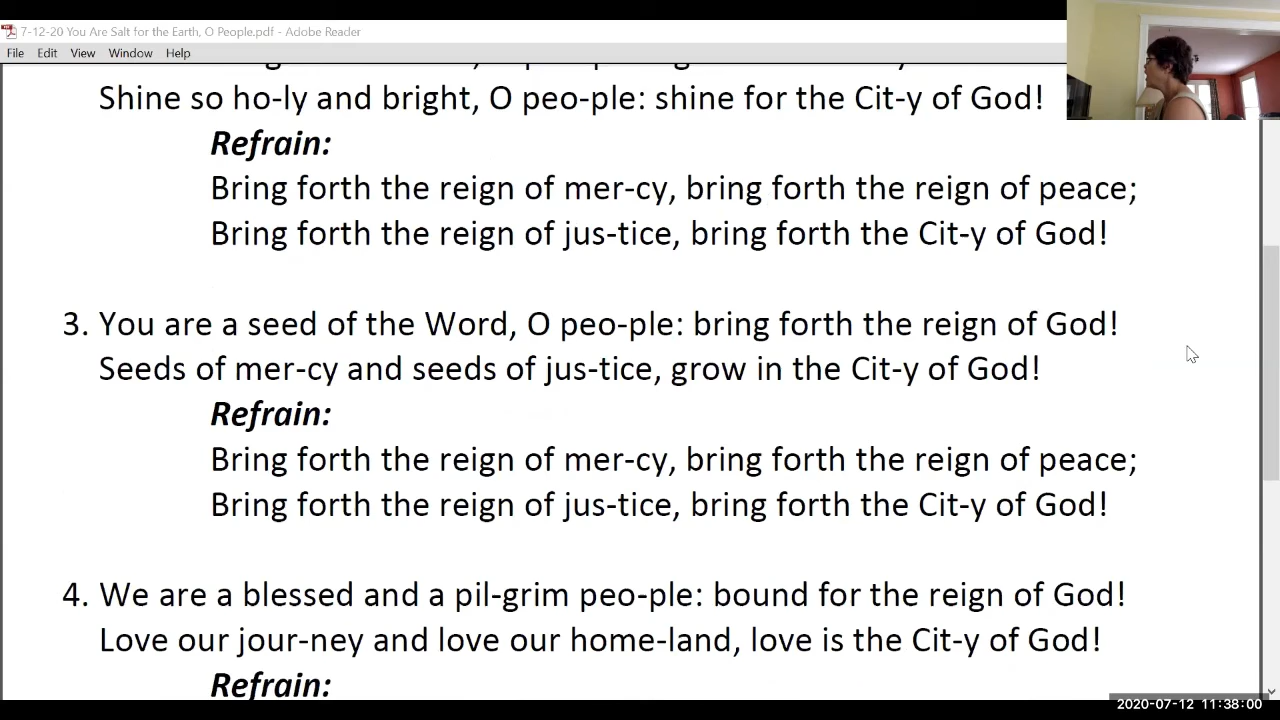 7-12-20 You Are Salt for the Earth, O People.pdf - Adobe Reader
File Edit View Window Help
Shine so ho-ly and bright, O peo-ple: shine for the Cit-y of God!
Refrain:
Bring forth the reign of mer-cy, bring forth the reign of peace;
Bring forth the reign of jus-tice, bring forth the Cit-y of God!
3. You are a seed of the Word, O peo-ple: bring forth the reign of God!
Seeds of mer-cy and seeds of jus-tice, grow in the Cit-y of God!
Refrain:
Bring forth the reign of mer-cy, bring forth the reign of peace;
Bring forth the reign of jus-tice, bring forth the Cit-y of God!
4. We are a blessed and a pil-grim peo-ple: bound for the reign of God!
Love our jour-ney and love our home-land, love is the Cit-y of God!
Refrain:
2020-07-12 11:38:00